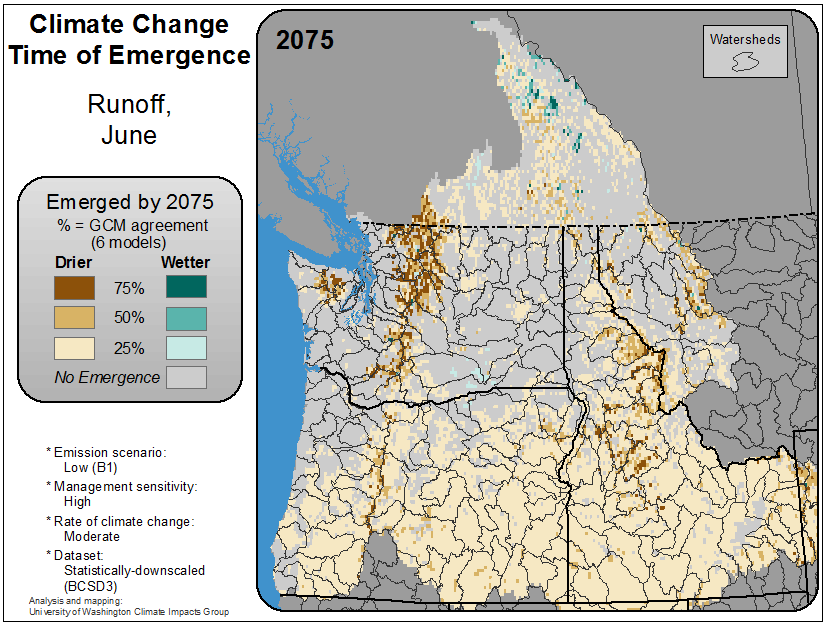 Climate Change
Time of Emergence
Runoff,
June
Emerged by 2075
% = GCM agreement
(6 models)
Drier Wetter
75%
50%
25%
No Emergence
* Emission scenario:
Low (B1)
* Management sensitivity:
High
* Rate of climate change:
Moderate
* Dataset:
Statistically-downscaled
(BCSD3)
Analysis and mapping:
University of Washington Climate Impacts Group
2075
Watersheds